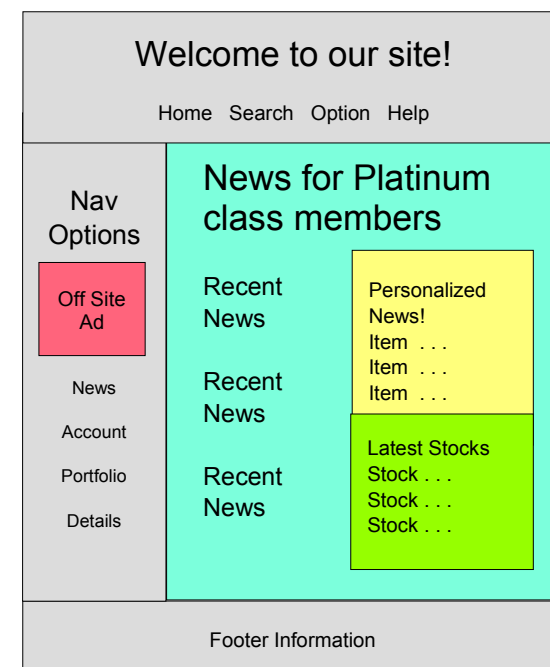 Welcome to our site!
Home Search Option Help
Nav
Options
Off Site
Ad
News
Account
Portfolio
Details
News for Platinum
class members
Recent
News
Recent
News
Recent
News
Personalized
News!
Item . . .
Item . . .
Item . . .
Latest Stocks
Stock . . .
Stock . . .
Stock . . .
Footer Information